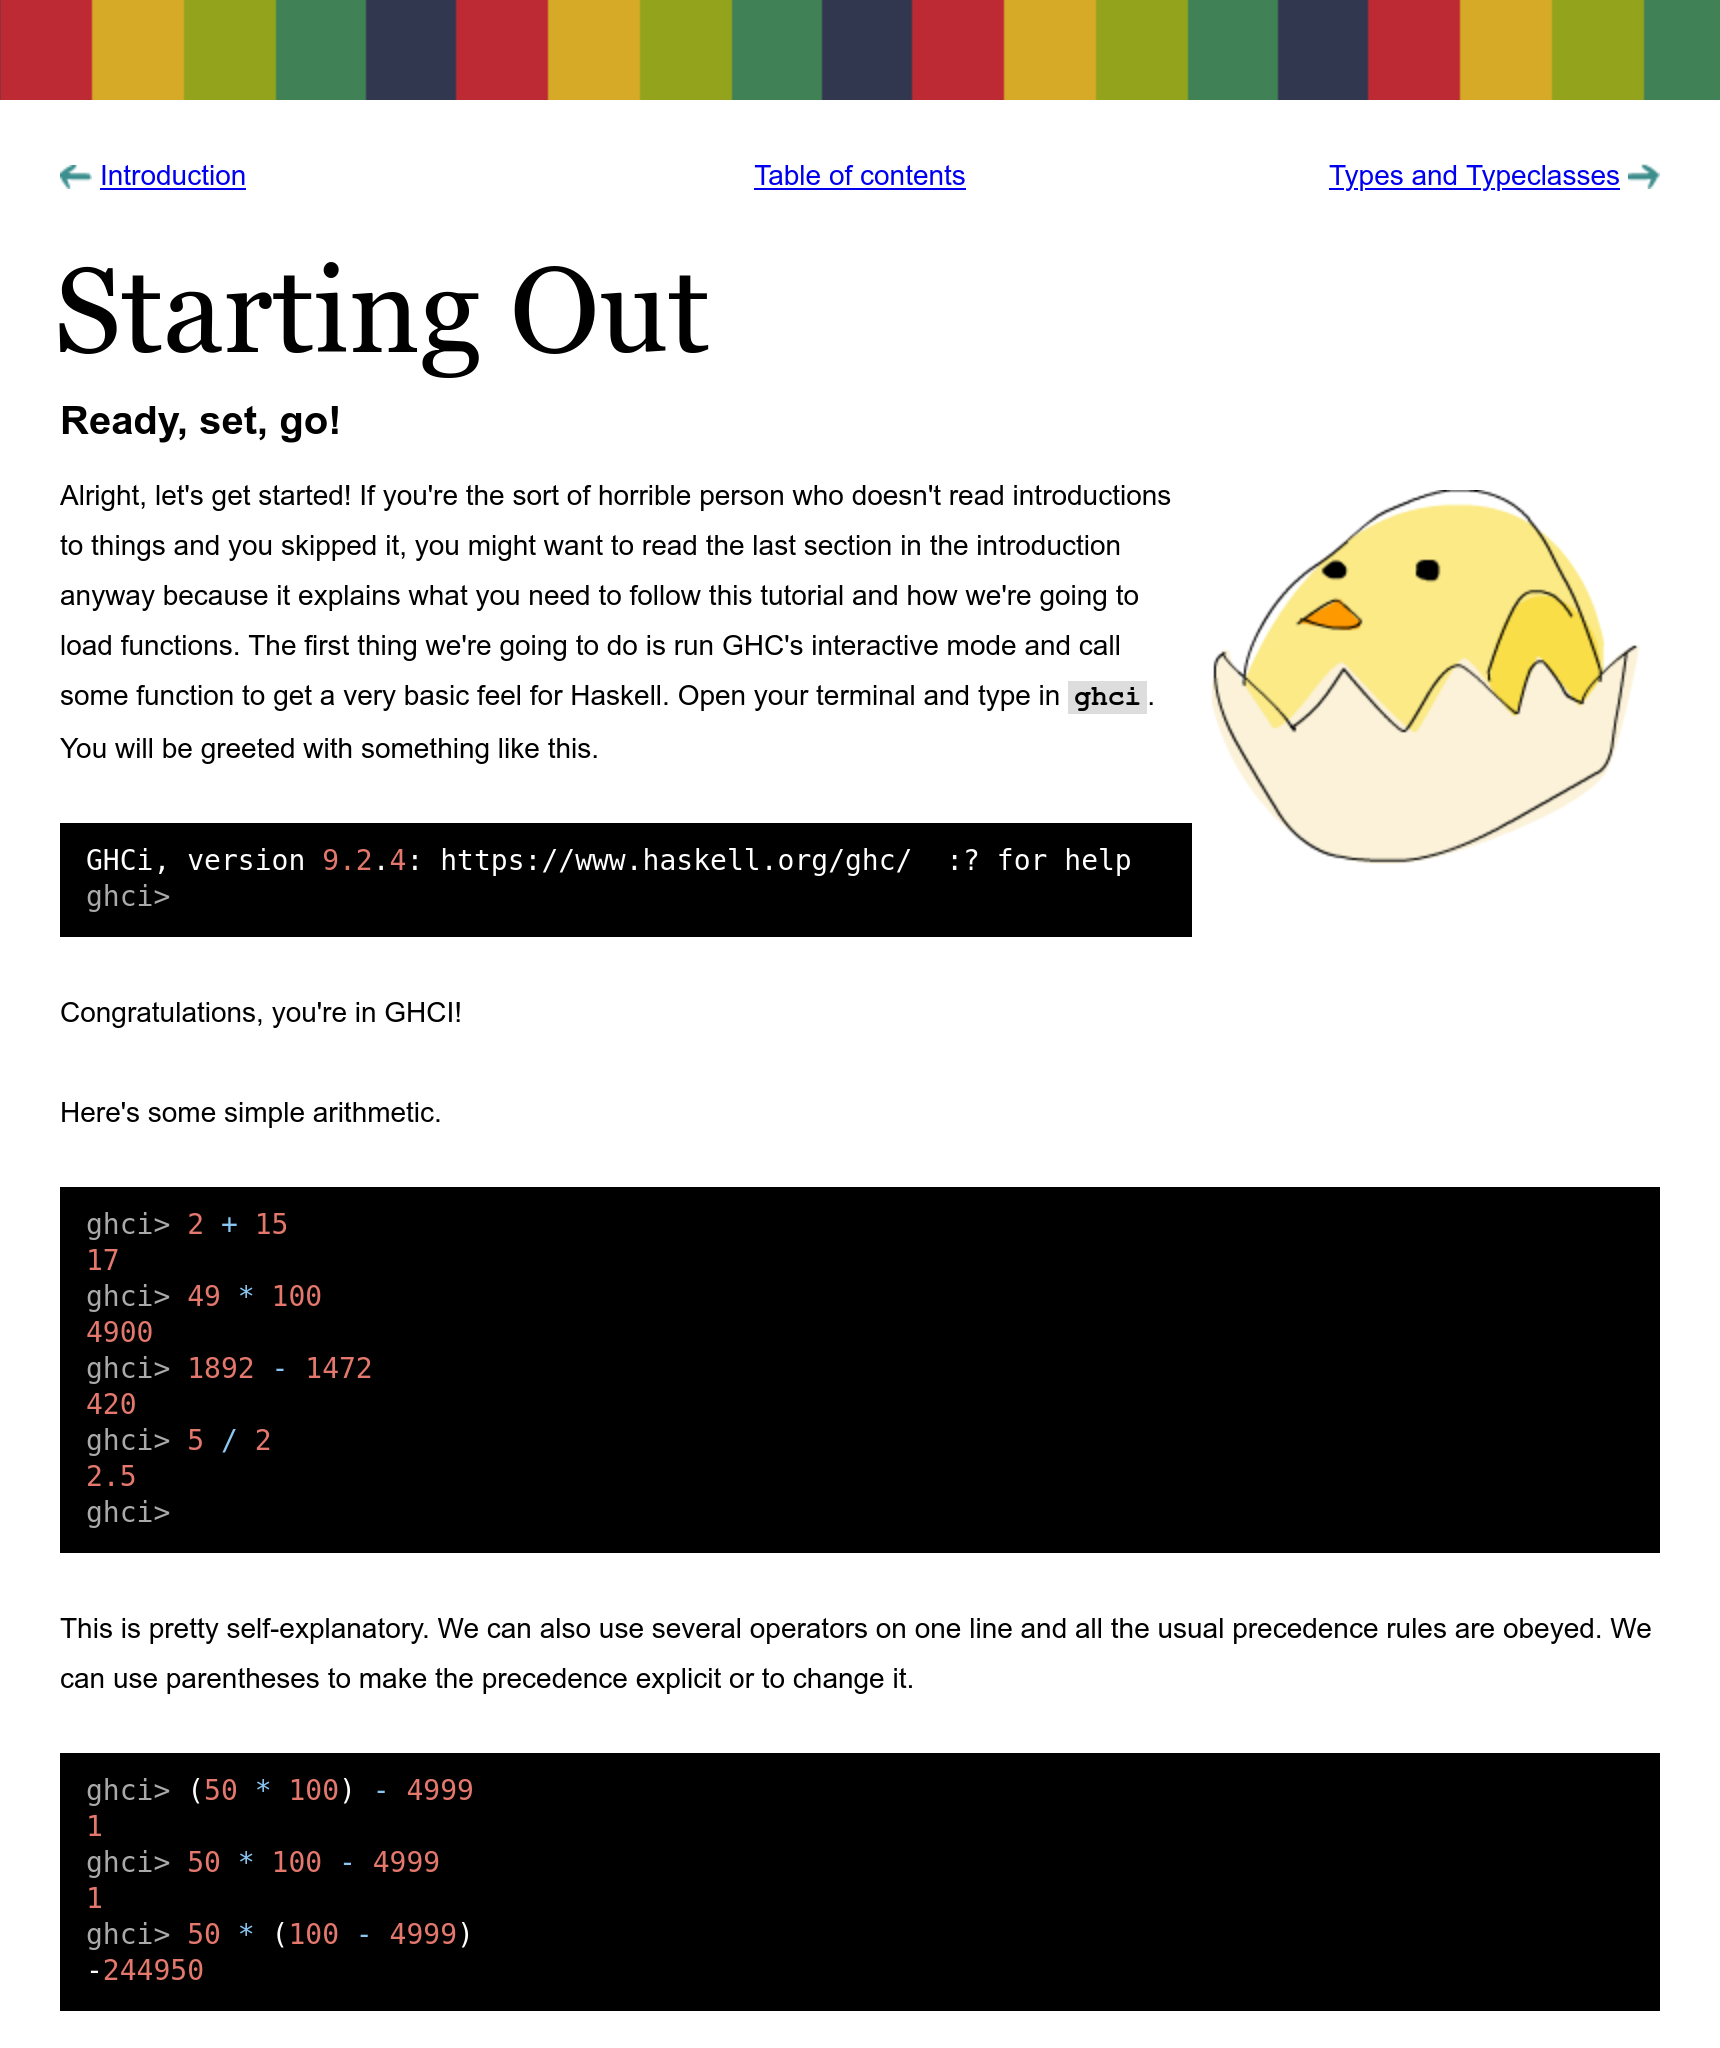 Introduction
Table of contents
Types and Typeclasses
Starting Out
Ready, set, go!
Alright, let's get started! If you're the sort of horrible person who doesn't read introductions
to things and you skipped it, you might want to read the last section in the introduction
anyway because it explains what you need to follow this tutorial and how we're going to
load functions. The first thing we're going to do is run GHC's interactive mode and call
some function to get a very basic feel for Haskell. Open your terminal and type in ghci.
You will be greeted with something like this.
GHCi, version 9.2.4: https://www.haskell.org/ghc/  :? for help
ghci>
Congratulations, you're in GHCI!
Here's some simple arithmetic.
ghci> 2 + 15
17
ghci> 49 * 100
4900
ghci> 1892 - 1472
420
ghci> 5 / 2
2.5
ghci>
This is pretty self-explanatory. We can also use several operators on one line and all the usual precedence rules are obeyed. We
can use parentheses to make the precedence explicit or to change it.
ghci> (50 * 100) - 4999
1
ghci> 50 * 100 - 4999
1
ghci> 50 * (100 - 4999)
-244950